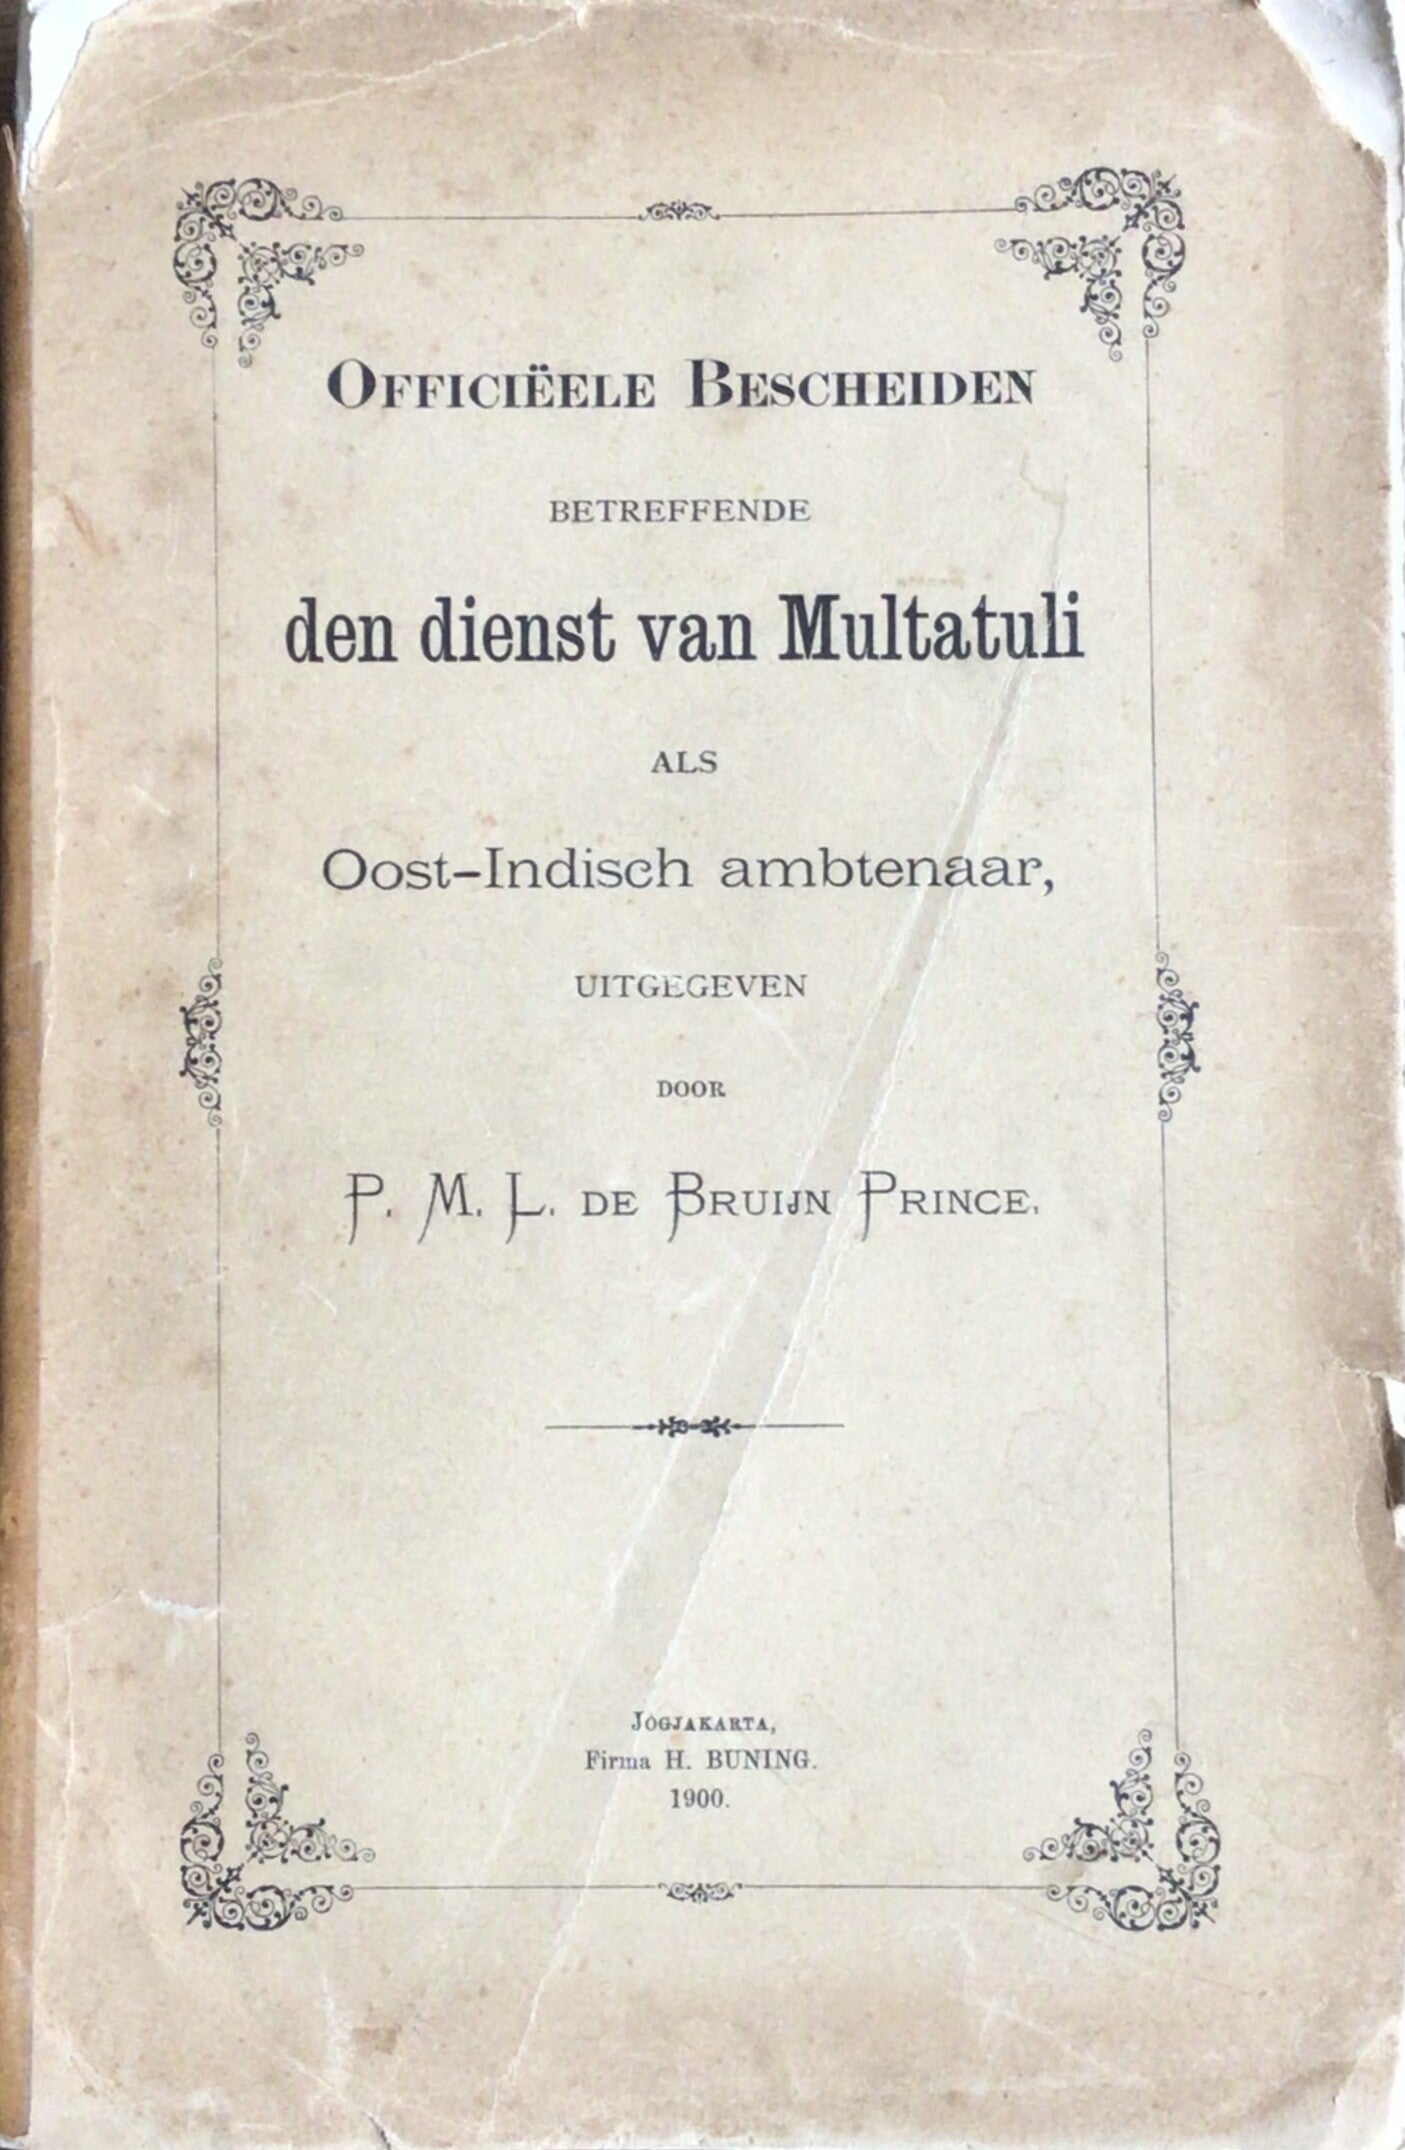 OFFICIËELE BESCHEIDEN
BETREFFENDE
den dienst van Multatuli
ALS
Oost-Indisch ambtenaar,
UITGEGEVEN
DOOR
P. M. L. DE BRUIJN PRINCE.
JOGJAKARTA,
Firma H. BUNING.
1900.